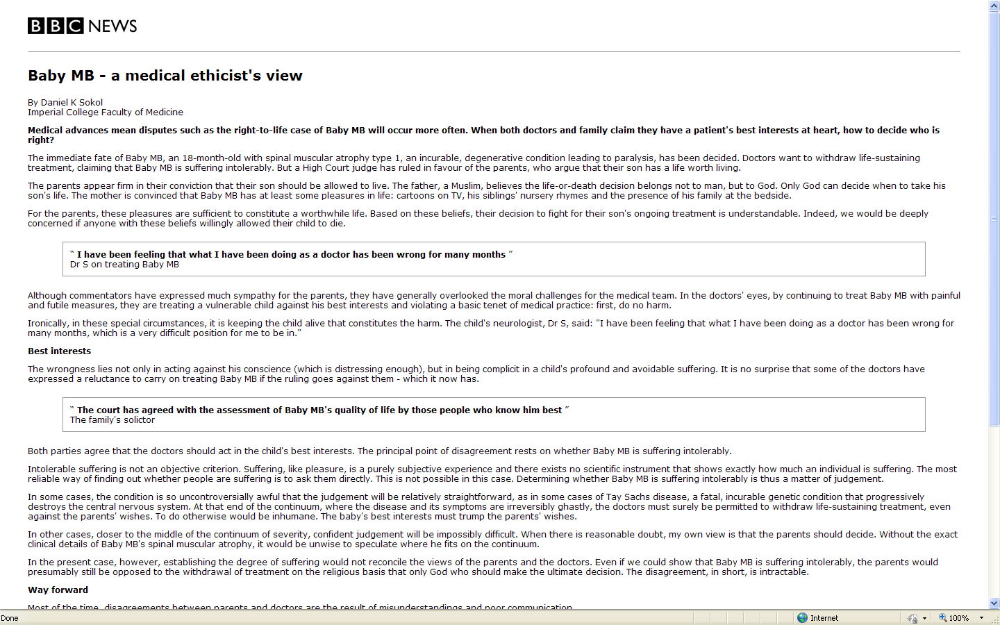 BBC NEWS
Baby MB - a medical ethicist's view
By Daniel K Sokol
Imperial College Faculty of Medicine
Medical advances mean disputes such as the right-to-life case of Baby MB will occur more often. When both doctors and family claim they have a patient's best interests at heart, how to decide who is
right?
The immediate fate of Baby MB, an 18-month-old with spinal muscular atrophy type 1, an incurable, degenerative condition leading to paralysis, has been decided. Doctors want to withdraw life-sustaining
treatment, claiming that Baby MB is suffering intolerably. But a High Court judge has ruled in favour of the parents, who argue that their son has a life worth living.
The parents appear firm in their conviction that their son should be allowed to live. The father, a Muslim, believes the life-or-death decision belongs not to man, but to God. Only God can decide when to take his
son's life. The mother is convinced that Baby MB has at least some pleasures in life: cartoons on TV, his siblings' nursery rhymes and the presence of his family at the bedside.
For the parents, these pleasures are sufficient to constitute a worthwhile life. Based on these beliefs, their decision to fight for their son's ongoing treatment is understandable. Indeed, we would be deeply
concerned if anyone with these beliefs willingly allowed their child to die.
“ I have been feeling that what I have been doing as a doctor has been wrong for many months ”
Dr S on treating Baby MB
Although commentators have expressed much sympathy for the parents, they have generally overlooked the moral challenges for the medical team. In the doctors' eyes, by continuing to treat Baby MB with painful
and futile measures, they are treating a vulnerable child against his best interests and violating a basic tenet of medical practice: first, do no harm.
Ironically, in these special circumstances, it is keeping the child alive that constitutes the harm. The child's neurologist, Dr S, said: "I have been feeling that what I have been doing as a doctor has been wrong for
many months, which is a very difficult position for me to be in."
Best interests
The wrongness lies not only in acting against his conscience (which is distressing enough), but in being complicit in a child's profound and avoidable suffering. It is no surprise that some of the doctors have
expressed a reluctance to carry on treating Baby MB if the ruling goes against them - which it now has.
“ The court has agreed with the assessment of Baby MB's quality of life by those people who know him best ”
The family's solictor
Both parties agree that the doctors should act in the child's best interests. The principal point of disagreement rests on whether Baby MB is suffering intolerably.
Intolerable suffering is not an objective criterion. Suffering, like pleasure, is a purely subjective experience and there exists no scientific instrument that shows exactly how much an individual is suffering. The most
reliable way of finding out whether people are suffering is to ask them directly. This is not possible in this case. Determining whether Baby MB is suffering intolerably is thus a matter of judgement.
In some cases, the condition is so uncontroversially awful that the judgement will be relatively straightforward, as in some cases of Tay Sachs disease, a fatal, incurable genetic condition that progressively
destroys the central nervous system. At that end of the continuum, where the disease and its symptoms are irreversibly ghastly, the doctors must surely be permitted to withdraw life-sustaining treatment, even
against the parents' wishes. To do otherwise would be inhumane. The baby's best interests must trump the parents' wishes.
In other cases, closer to the middle of the continuum of severity, confident judgement will be impossibly difficult. When there is reasonable doubt, my own view is that the parents should decide. Without the exact
clinical details of Baby MB's spinal muscular atrophy, it would be unwise to speculate where he fits on the continuum.
In the present case, however, establishing the degree of suffering would not reconcile the views of the parents and the doctors. Even if we could show that Baby MB is suffering intolerably, the parents would
presumably still be opposed to the withdrawal of treatment on the religious basis that only God who should make the ultimate decision. The disagreement, in short, is intractable.
Way forward
Most of the time, disagreements between parents and doctors are the result of misunderstandings and poor communication.
Done
Internet
100%